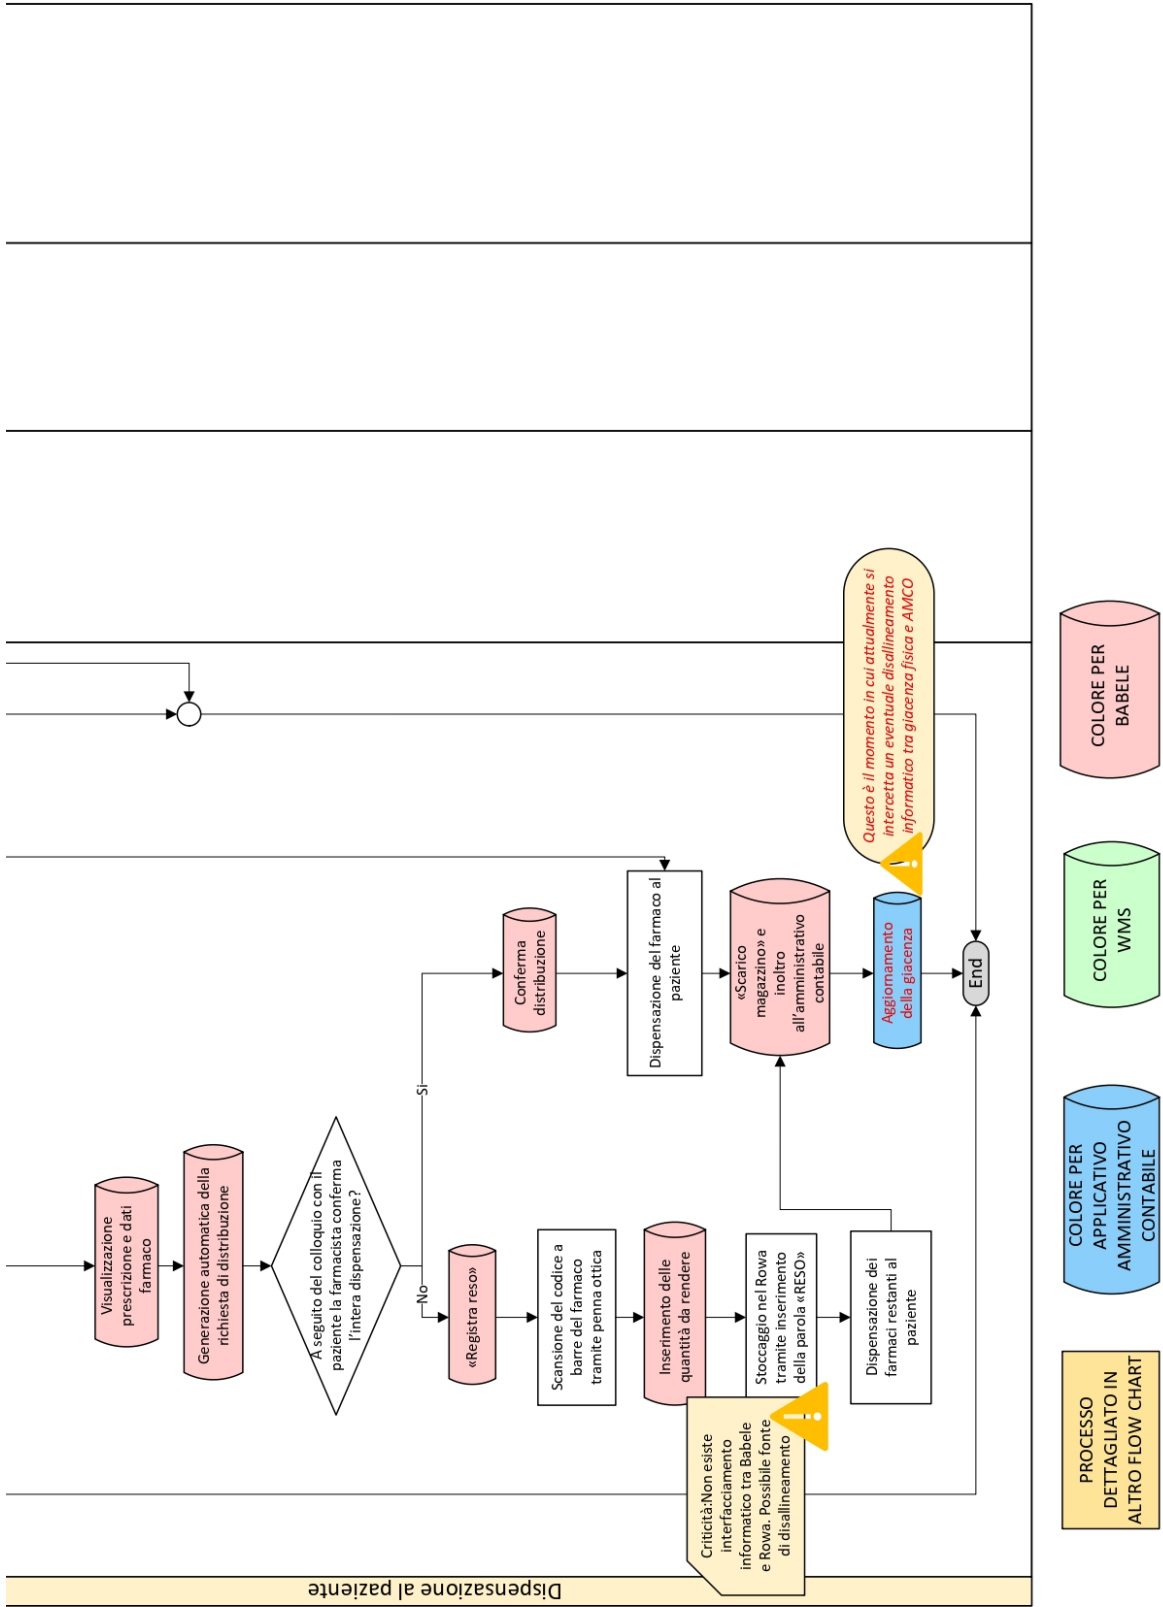 Dispensazione al paziente
Visualizzazione
prescrizione e dati
farmaco
Generazione automatica della
richiesta di distribuzione
A seguito del colloquio con il
paziente la farmacista conferma
l'intera dispensazione?
No
Si
«Registra reso»
Scansione del codice a
barre del farmaco
tramite penna ottica
Inserimento delle
quantità da rendere
Stoccaggio nel Rowa
tramite inserimento
della parola «RESO»
Dispensazione dei
farmaci restanti al
paziente
Criticità:Non esiste
interfacciamento
informatico tra Babele
e Rowa. Possibile fonte
di disallineamento
Conferma
distribuzione
Dispensazione del farmaco al
paziente
«Scarico
magazzino» e
inoltro
all'amministrativo
contabile
Aggiornamento
della giacenza
Questo è il momento in cui attualmente si
intercetta un eventuale disallineamento
informatico tra giacenza fisica e AMCO
End
PROCESSO
DETTAGLIATO IN
ALTRO FLOW CHART
COLORE PER
APPLICATIVO
AMMINISTRATIVO
CONTABILE
COLORE PER
WMS
COLORE PER
BABELE